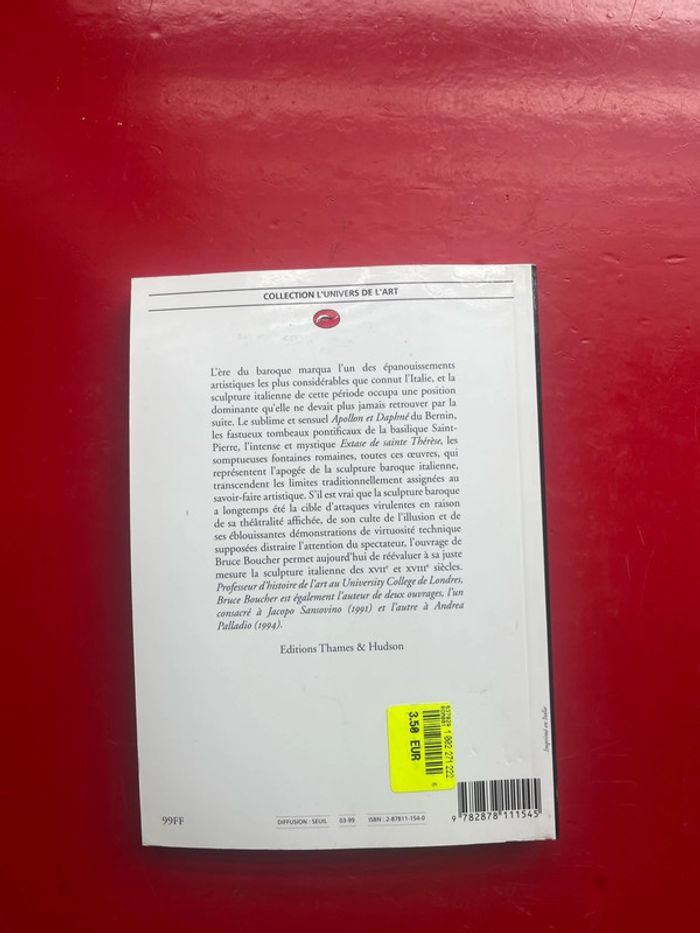 COLLECTION L'UNIVERS DE L'ART
L'ère du baroque marqua l'un des épanouissements
artistiques les plus considérables que connut l'Italie, et la
sculpture italienne de cette période occupa une position
dominante qu'elle ne devait plus jamais retrouver par la
suite. Le sublime et sensuel Apollon et Daphné du Bernin,
les fastueux tombeaux pontificaux de la basilique Saint-
Pierre, l'intense et mystique Extase de sainte Thérèse, les
somptueuses fontaines romaines, toutes ces œuvres, qui
représentent l'apogée de la sculpture baroque italienne,
transcendent les limites traditionnellement assignées au
savoir-faire artistique. S'il est vrai que la sculpture baroque
a longtemps été la cible d'attaques virulentes en raison
de sa théâtralité affichée, de son culte de l'illusion et de
ses éblouissantes démonstrations de virtuosité technique
supposées distraire l'attention du spectateur, l'ouvrage de
Bruce Boucher permet aujourd'hui de réévaluer à sa juste
mesure la sculpture italienne des XVIIe et XVIIIe siècles.
Professeur d'histoire de l'art au University College de Londres,
Bruce Boucher est également l'auteur de deux ouvrages, l'un
consacré à Jacopo Sansovino (1991) et l'autre à Andrea
Palladio (1994).
Editions Thames & Hudson
1 002 271 222
6
3.50 EUR
Imprimé en Italie
99FF
DIFFUSION : SEUIL
03-99
ISBN : 2-87811-154-0
9 782878 111545